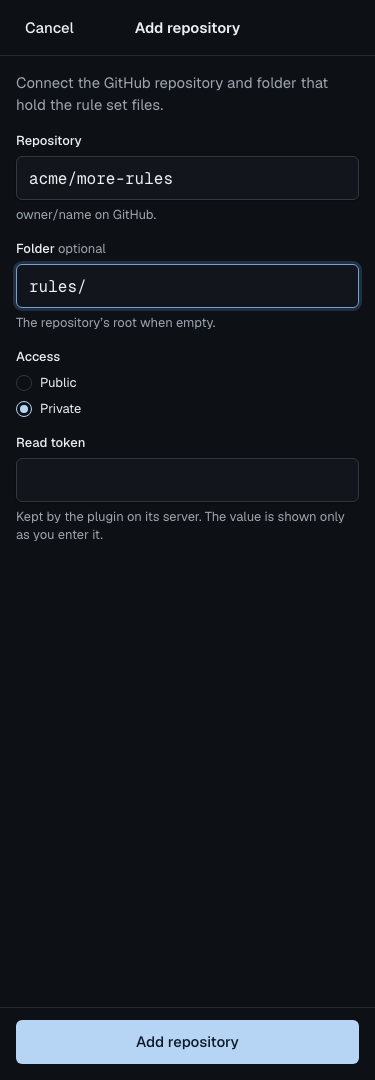 Cancel
Add repository
Connect the GitHub repository and folder that
hold the rule set files.
Repository
acme/more-rules
owner/name on GitHub.
Folder optional
rules/
The repository's root when empty.
Access
Public
Private
Read token
Kept by the plugin on its server. The value is shown only
as you enter it.
Add repository